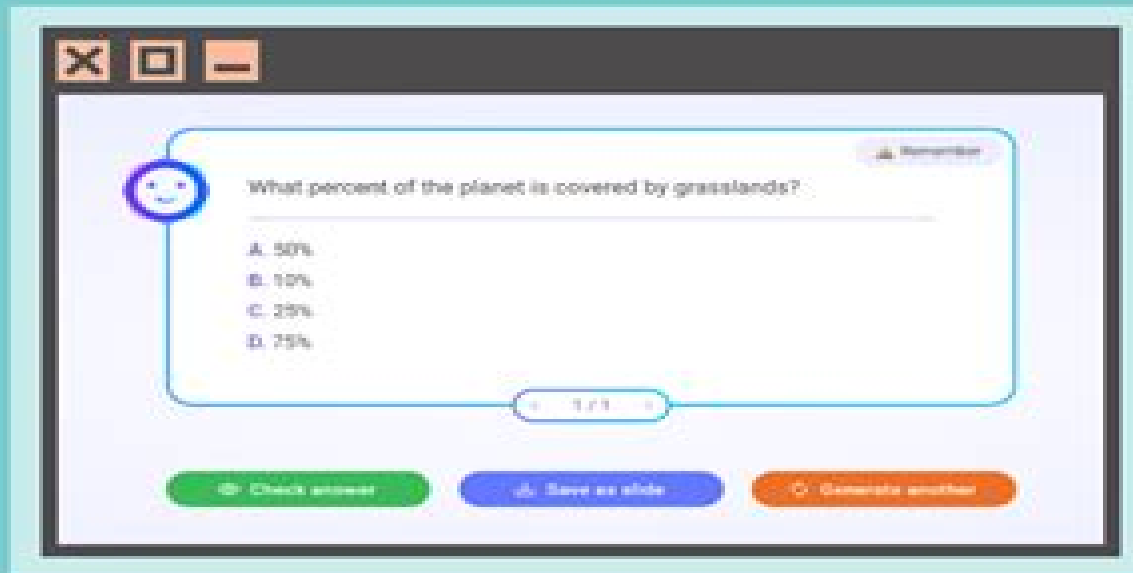 Remember
What percent of the planet is covered by grasslands?
A. 50%
B. 10%
C. 25%
D. 75%
1 / 1
Check answer
Save as slide
Generate another